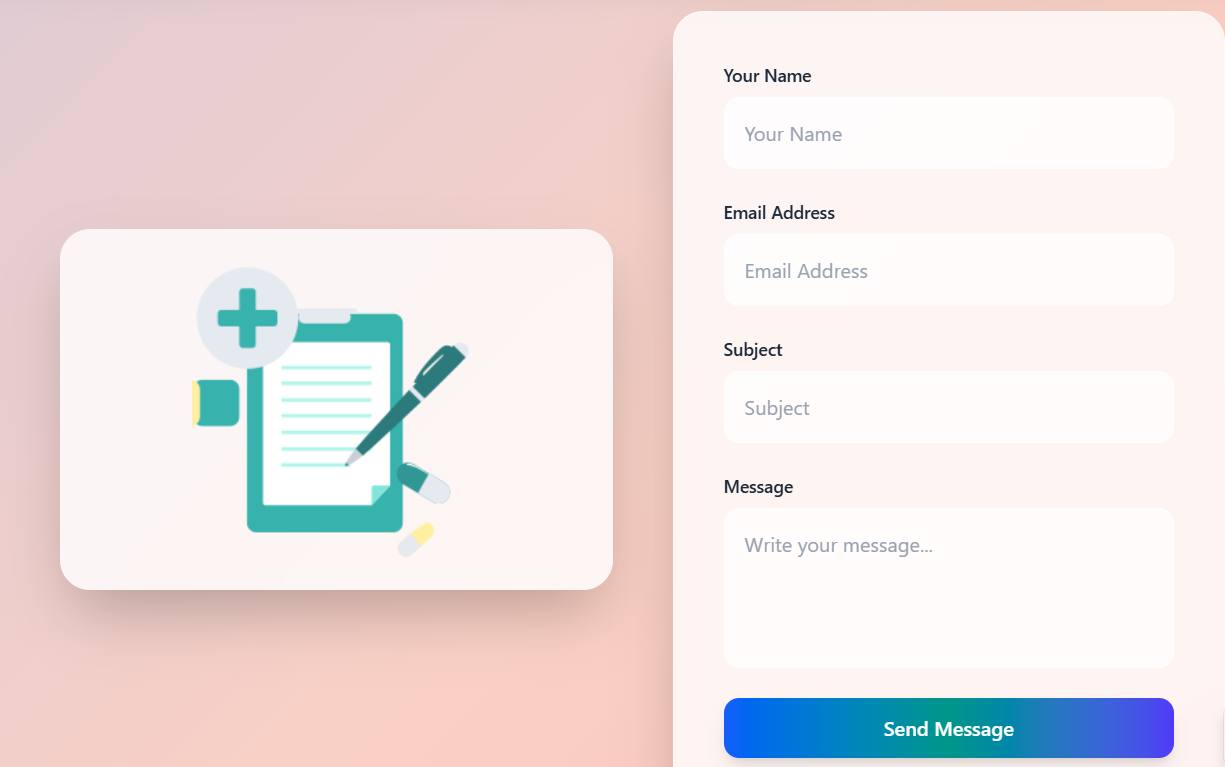 Your Name
Your Name
Email Address
Email Address
Subject
Subject
Message
Write your message...
Send Message